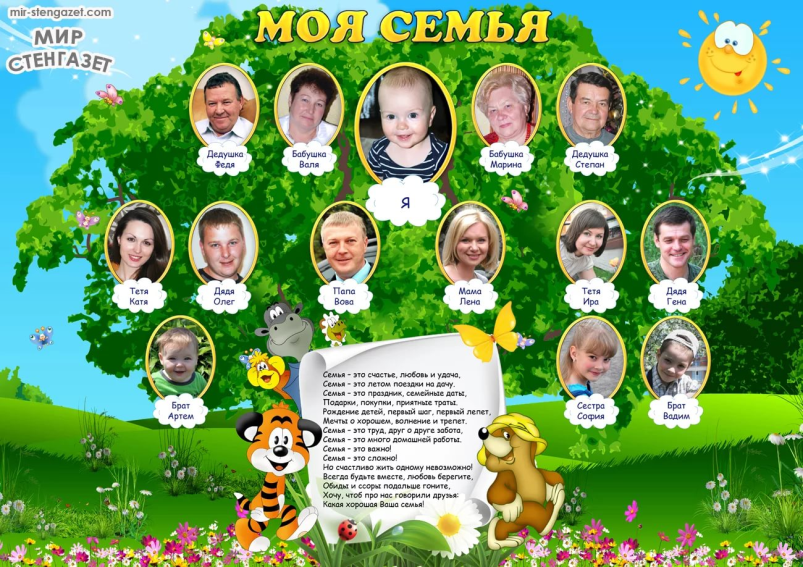 mir-stengazet.com
МИР
СТЕНГАЗЕТ
МОЯ СЕМЬЯ
Дедушка
Федя
Бабушка
Валя
Я
Бабушка
Марина
Дедушка
Степан
Тетя
Катя
Дядя
Олег
Папа
Вова
Мама
Лена
Тетя
Ира
Дядя
Гена
Брат
Артем
Сестра
София
Брат
Вадим
Семья – это счастье, любовь и удача,
Семья – это летом поездки на дачу.
Семья – это праздник, семейные даты,
Подарки, покупки, приятные траты.
Рождение детей, первый шаг, первый лепет,
Мечты о хорошем, волнение и трепет.
Семья – это труд, друг о друге забота,
Семья – это много домашней работы.
Семья – это важно!
Семья – это сложно!
Но счастливо жить одному невозможно!
Всегда будьте вместе, любовь берегите,
Обиды и ссоры подальше гоните,
Хочу, чтоб про нас говорили друзья:
Какая хорошая Ваша семья!